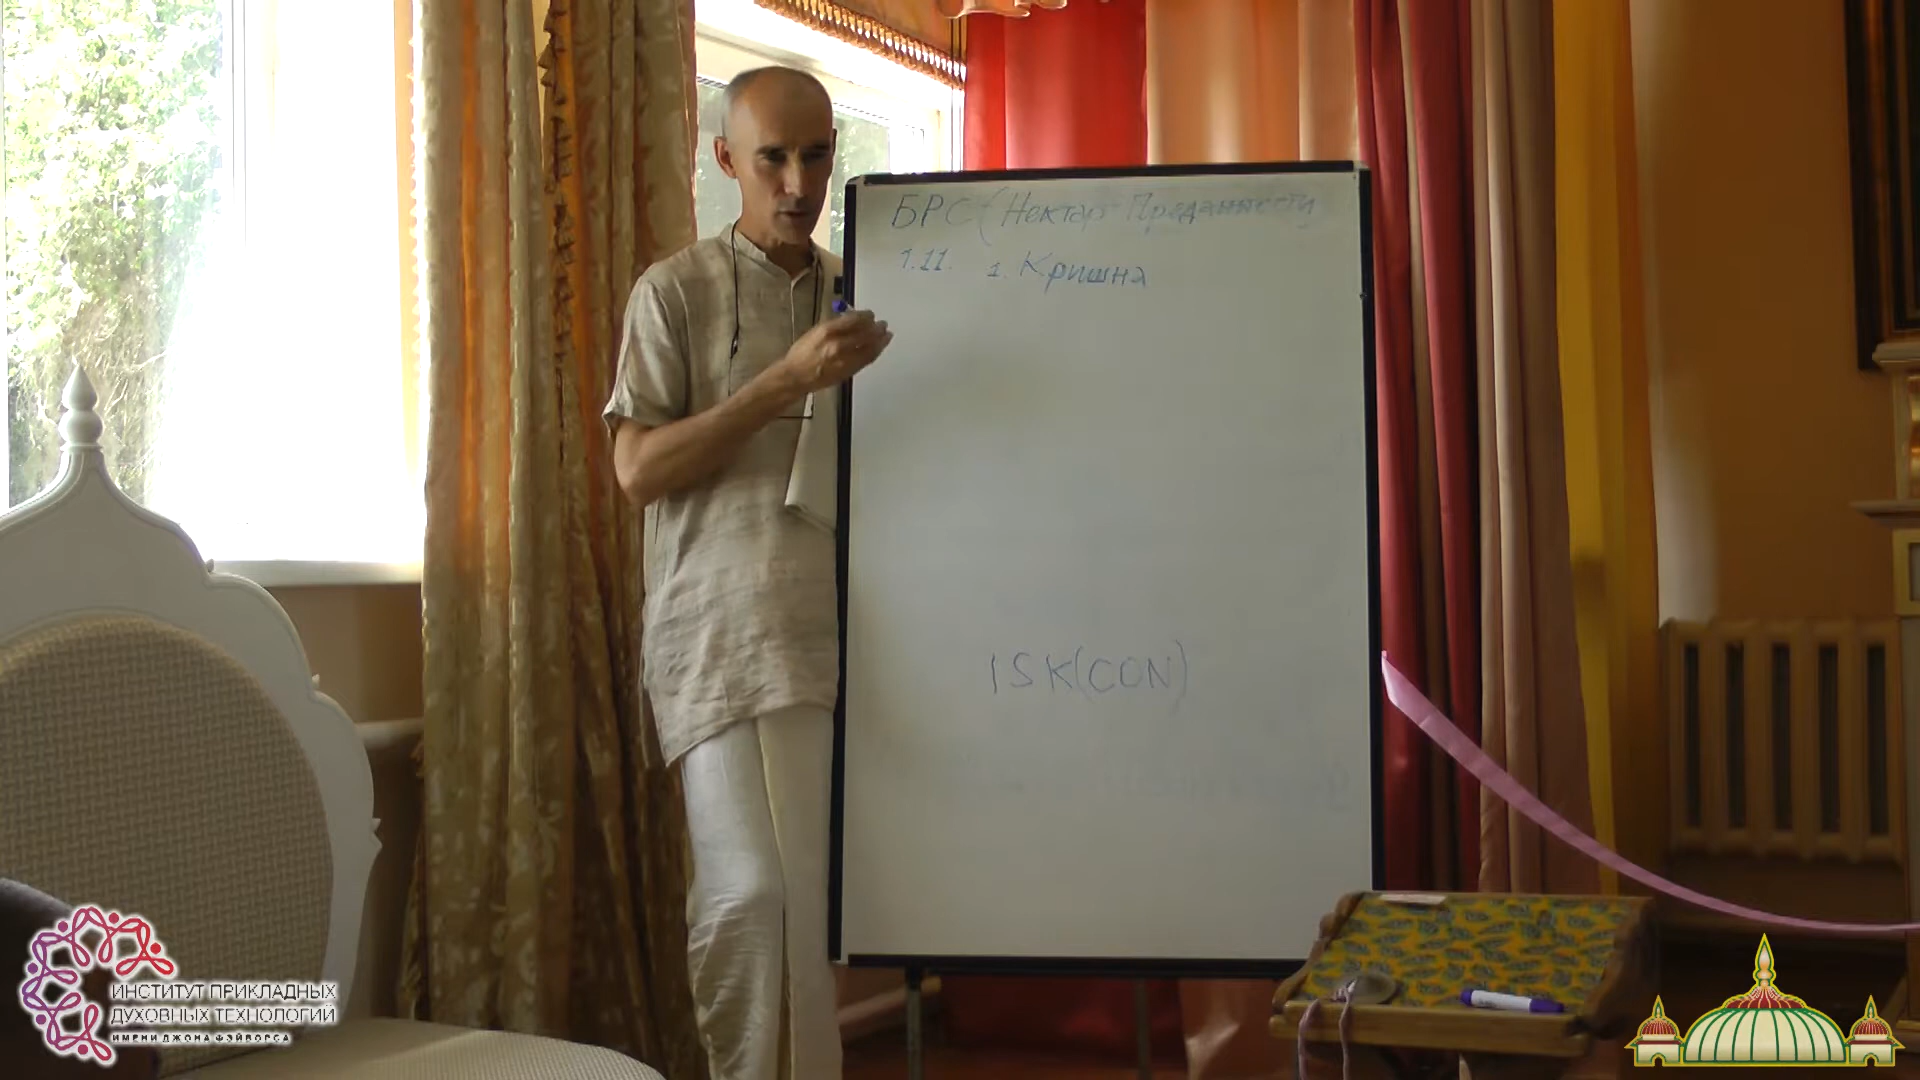 БРС (Нектар Преданности
1.11. 1. Кришна
ISK(CON)
ИНСТИТУТ ПРИКЛАДНЫХ
ДУХОВНЫХ ТЕХНОЛОГИЙ
ИМЕНИ ДЖОНА ФЭЙВОРСА